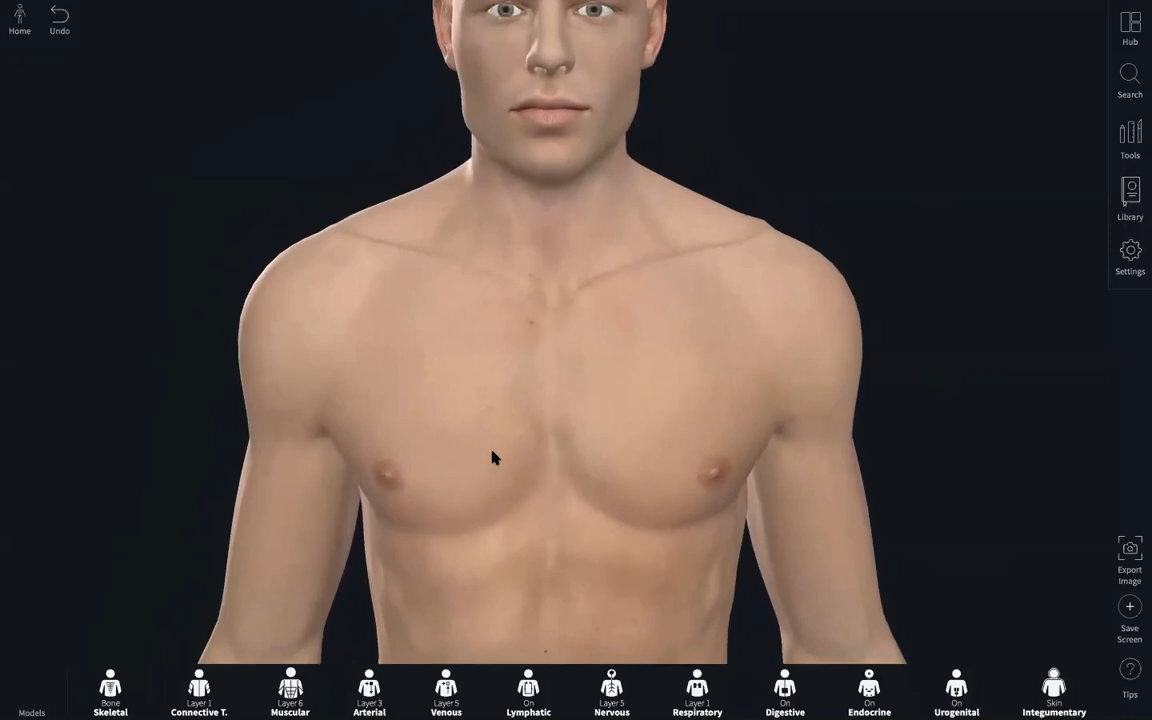 Home
Undo
Hub
Search
Tools
Library
Settings
Export
Image
Save
Screen
Tips
Models
Bone
Skeletal
Layer 1
Connective T.
Layer 6
Muscular
Layer 3
Arterial
Layer 5
Venous
On
Lymphatic
Layer 5
Nervous
Layer 1
Respiratory
On
Digestive
On
Endocrine
On
Urogenital
Skin
Integumentary